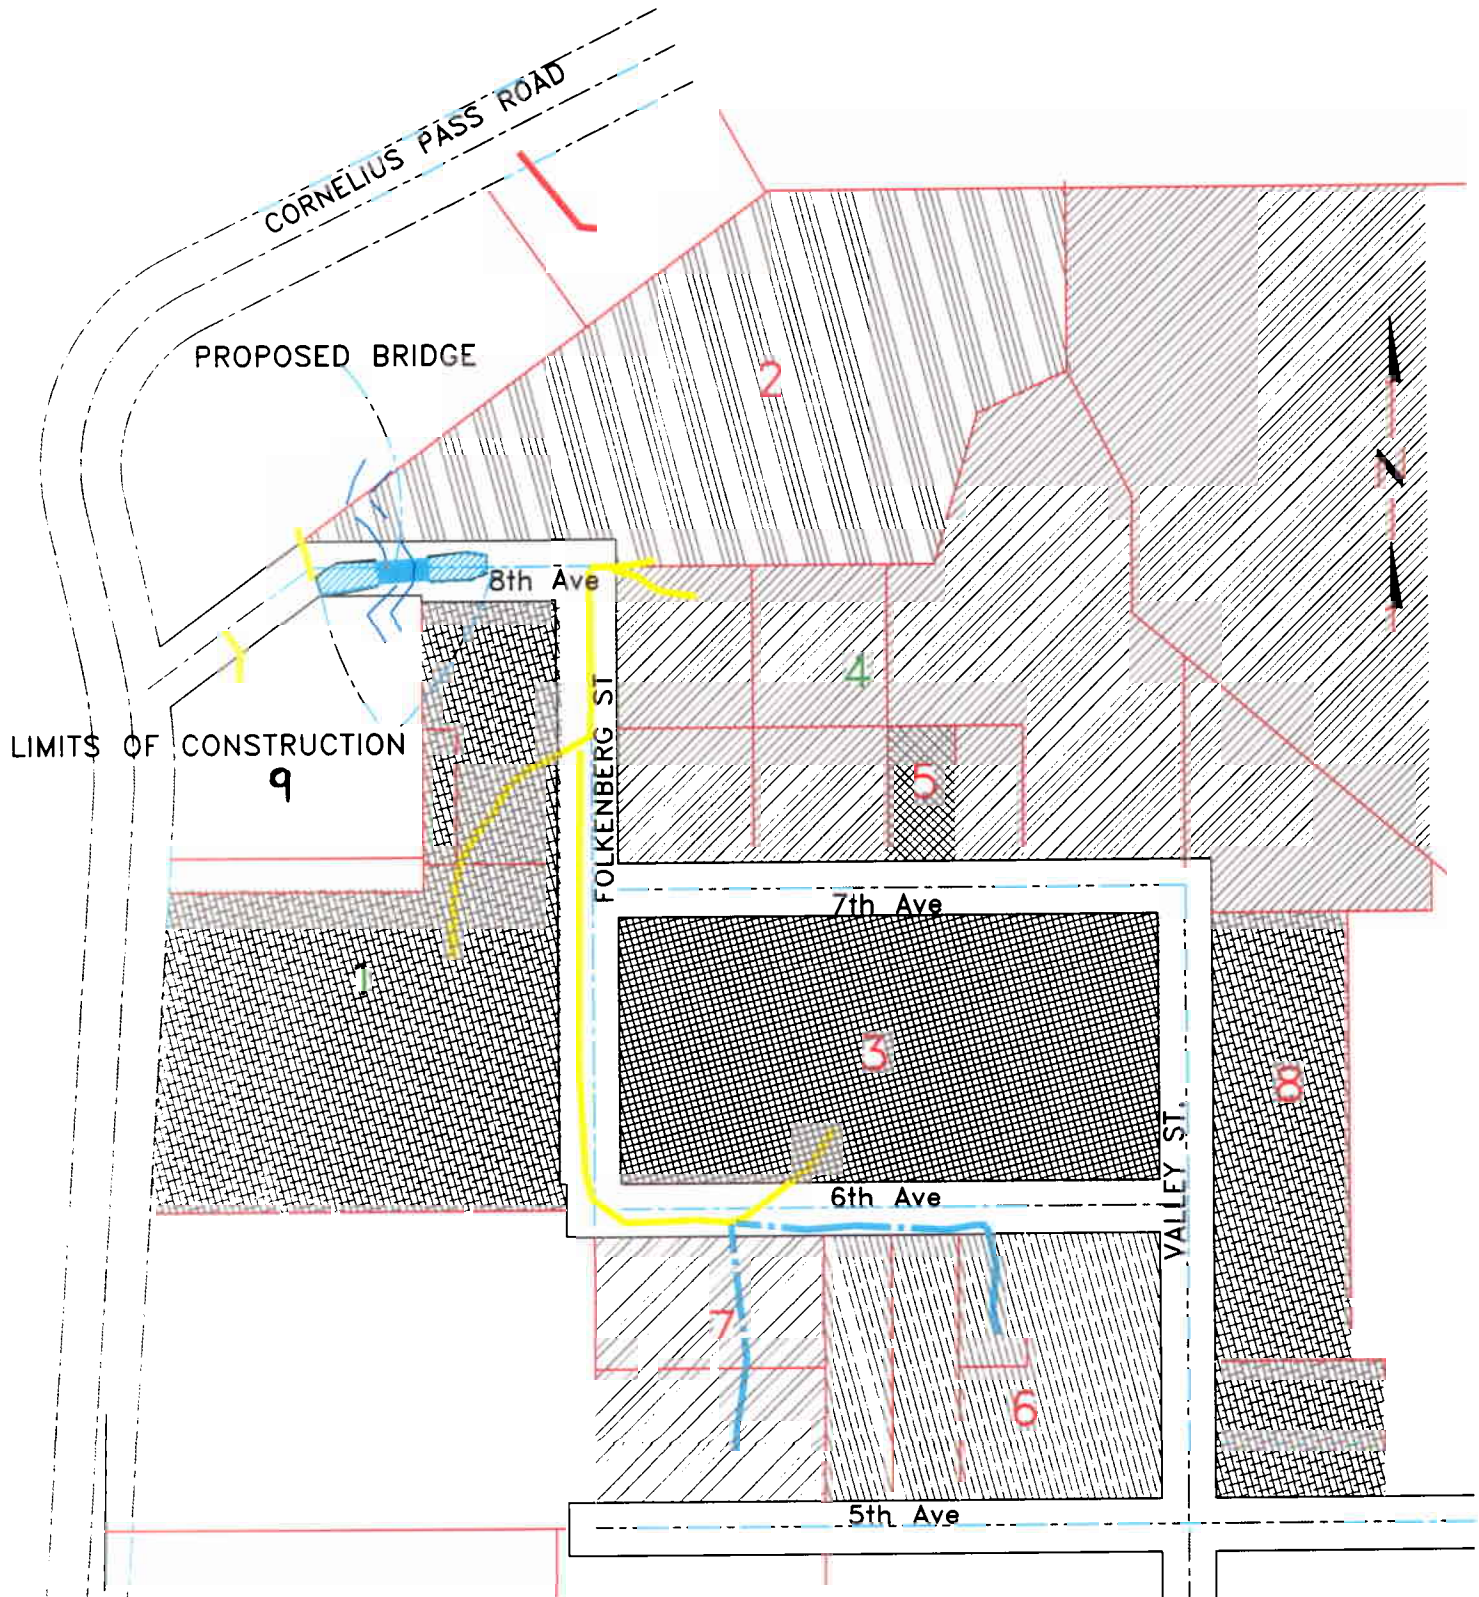 CORNELIUS PASS ROAD
PROPOSED BRIDGE
2
N
8th Ave
4
FOLKENBERG ST
LIMITS OF CONSTRUCTION
9
5
7th Ave
1
3
8
VALLEY ST.
6th Ave
7
6
5th Ave